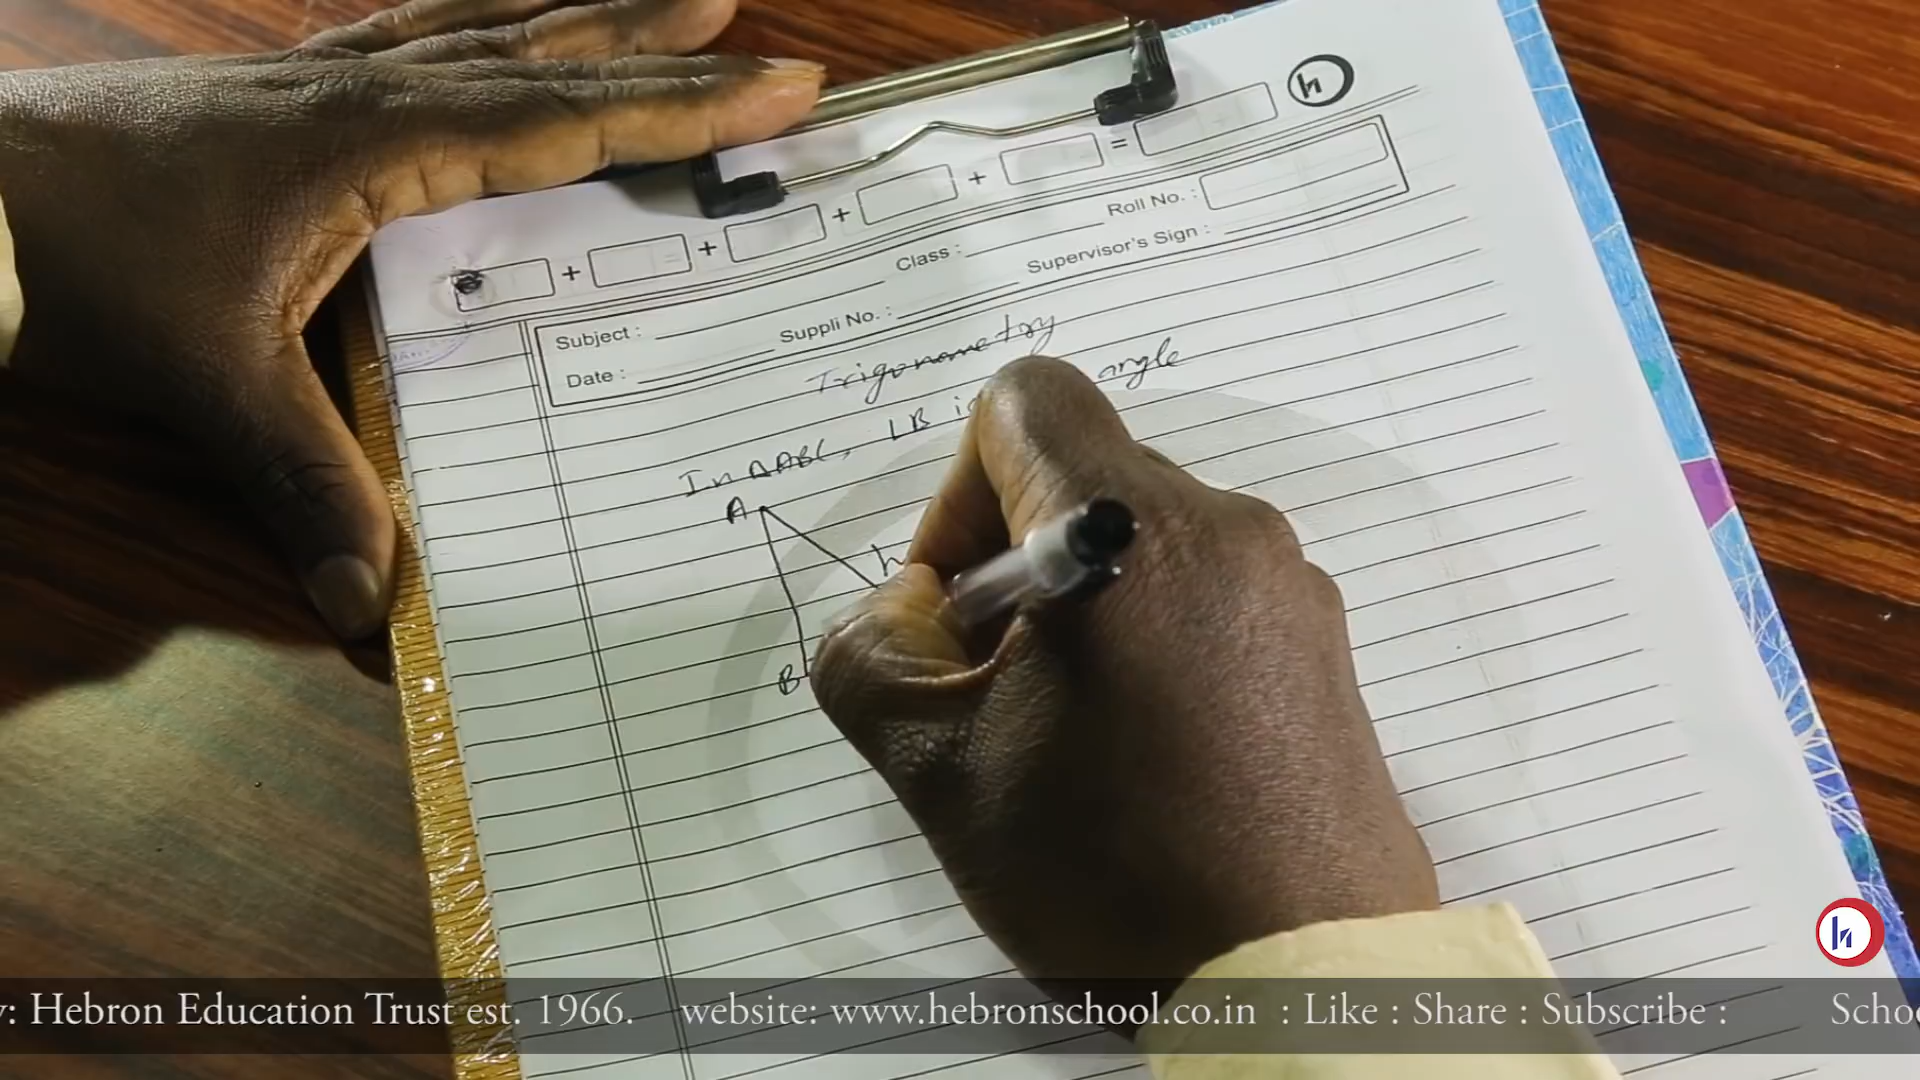 h
+ + + + =
Class : Roll No. :
Subject : Suppli No. : Supervisor's Sign :
Date :
Trigonometry
In ΔABC, ∠B is angle
A
h
B
h
y: Hebron Education Trust est. 1966. website: www.hebronschool.co.in : Like : Share : Subscribe : Schoo